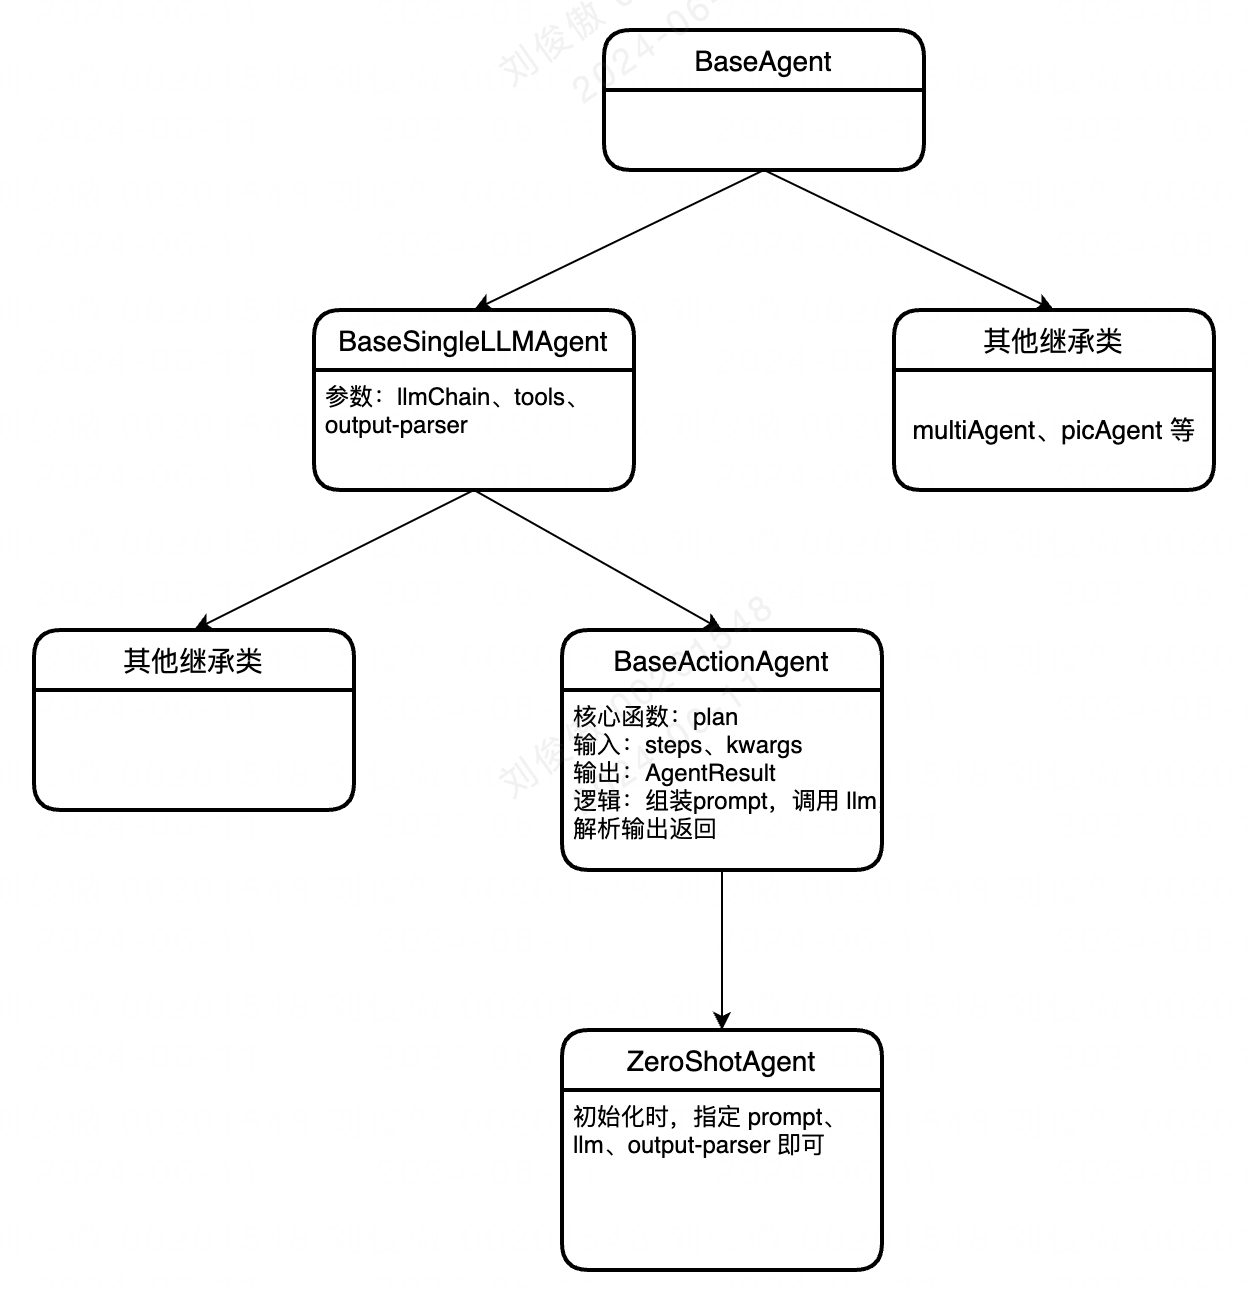 BaseAgent
BaseSingleLLMAgent
参数：llmChain、tools、
output-parser
其他继承类
multiAgent、picAgent 等
其他继承类
BaseActionAgent
核心函数：plan
输入：steps、kwargs
输出：AgentResult
逻辑：组装prompt，调用 llm
解析输出返回
ZeroShotAgent
初始化时，指定 prompt、
llm、output-parser 即可
刘俊傲
2024-06-
刘俊傲 00201548
2024-06-11